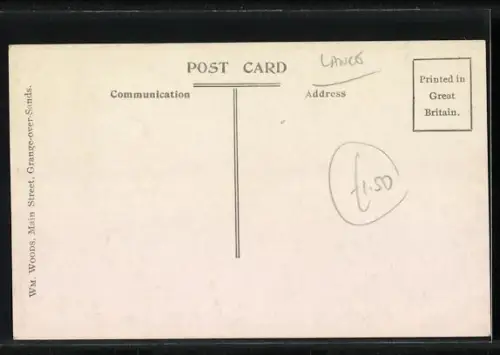 LANCS
POST CARD
Communication
Address
Printed in
Great
Britain.
£1.50
WM. WOODS, Main Street, Grange-over-Sands.